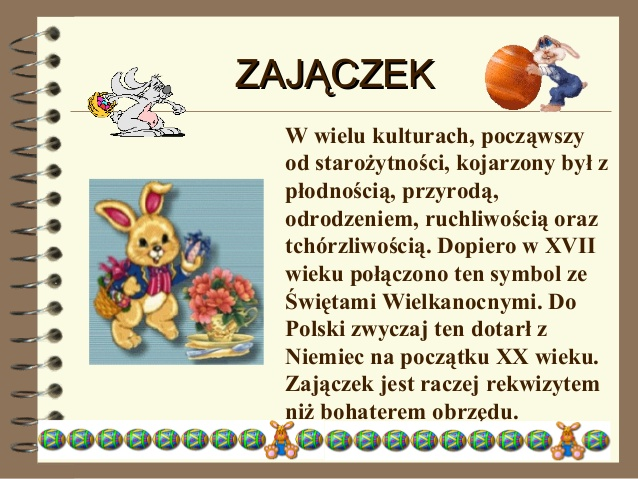 ZAJĄCZEK
W wielu kulturach, począwszy
od starożytności, kojarzony był z
płodnością, przyrodą,
odrodzeniem, ruchliwością oraz
tchórzliwością. Dopiero w XVII
wieku połączono ten symbol ze
Świętami Wielkanocnymi. Do
Polski zwyczaj ten dotarł z
Niemiec na początku XX wieku.
Zajączek jest raczej rekwizytem
niż bohaterem obrzędu.